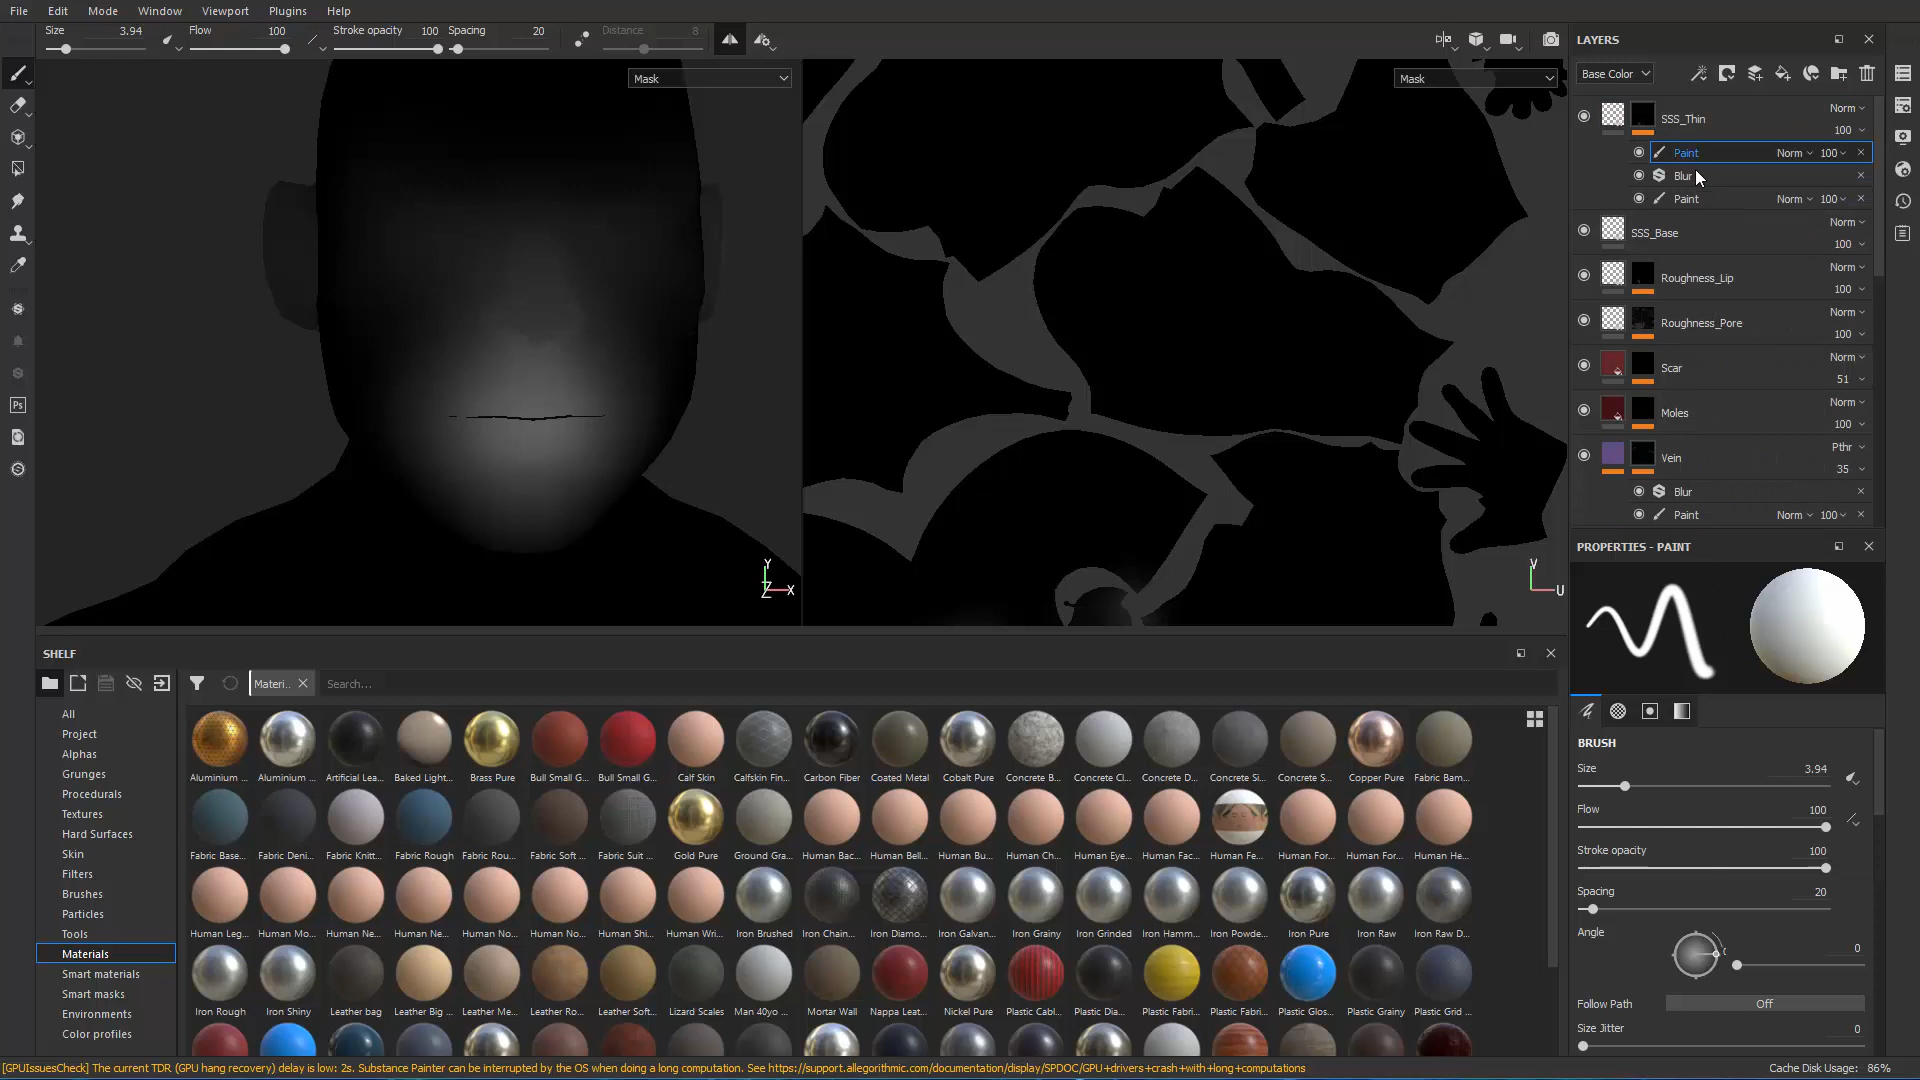 File Edit Mode Window Viewport Plugins Help
Size 3.94 Flow 100 Stroke opacity 100 Spacing 20 Distance 8
Mask
Mask
Y
Z X
V
U
LAYERS
Base Color
SSS_Thin Norm 100
Paint Norm 100
Blur
Paint Norm 100
SSS_Base Norm 100
Roughness_Lip Norm 100
Roughness_Pore Norm 100
Scar Norm 51
Moles Norm 100
Vein Pthr 35
Blur
Paint Norm 100
PROPERTIES - PAINT
BRUSH
Size 3.94
Flow 100
Stroke opacity 100
Spacing 20
Angle 0
Follow Path Off
Size Jitter 0
Ps
SHELF
Materi.. Search...
All
Project
Alphas
Grunges
Procedurals
Textures
Hard Surfaces
Skin
Filters
Brushes
Particles
Tools
Materials
Smart materials
Smart masks
Environments
Color profiles
Aluminium ... Aluminium ... Artificial Lea... Baked Light... Brass Pure Bull Small G... Bull Small G... Calf Skin Calfskin Fin... Carbon Fiber Coated Metal Cobalt Pure Concrete B... Concrete Cl... Concrete D... Concrete Si... Concrete S... Copper Pure Fabric Bam...
Fabric Base... Fabric Deni... Fabric Knitt... Fabric Rough Fabric Rou... Fabric Soft ... Fabric Suit ... Gold Pure Ground Gra... Human Bac... Human Bell... Human Bu... Human Ch... Human Eye... Human Fac... Human Fe... Human For... Human For... Human He...
Human Leg... Human Mo... Human Ne... Human Ne... Human No... Human No... Human Shi... Human Wri... Iron Brushed Iron Chain... Iron Diamo... Iron Galvan... Iron Grainy Iron Grinded Iron Hamm... Iron Powde... Iron Pure Iron Raw Iron Raw D...
Iron Rough Iron Shiny Leather bag Leather Big ... Leather Me... Leather Ro... Leather Soft... Lizard Scales Man 40yo ... Mortar Wall Nappa Leat... Nickel Pure Plastic Cabl... Plastic Dia... Plastic Fabri... Plastic Fabri... Plastic Glos... Plastic Grainy Plastic Grid ...
[GPUIssuesCheck] The current TDR (GPU hang recovery) delay is low: 2s. Substance Painter can be interrupted by the OS when doing a long computation. See https://support.allegorithmic.com/documentation/display/SPDOC/GPU+drivers+crash+with+long+computations
Cache Disk Usage: 86%